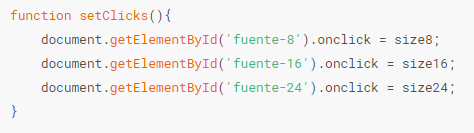 function setClicks(){
    document.getElementById('fuente-8').onclick = size8;
    document.getElementById('fuente-16').onclick = size16;
    document.getElementById('fuente-24').onclick = size24;
}